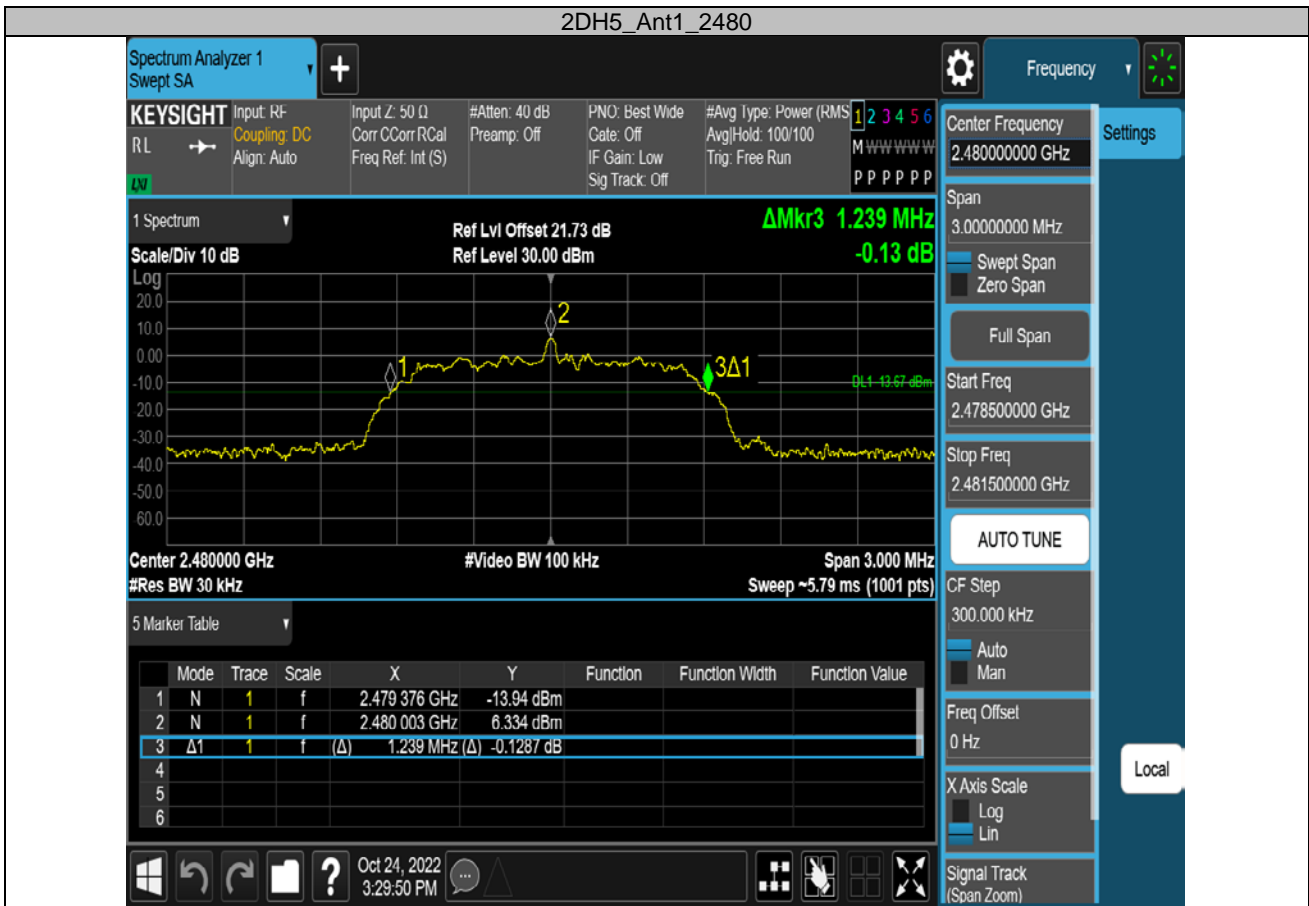 2DH5_Ant1_2480
Spectrum Analyzer 1
Swept SA
+
Frequency
KEYSIGHT
RL
LXI
Input: RF
Coupling: DC
Align: Auto
Input Z: 50 Ω
Corr CCorr RCal
Freq Ref: Int (S)
#Atten: 40 dB
Preamp: Off
PNO: Best Wide
Gate: Off
IF Gain: Low
Sig Track: Off
#Avg Type: Power (RMS
Avg|Hold: 100/100
Trig: Free Run
1 2 3 4 5 6
M W W W W W
P P P P P P
1 Spectrum
Scale/Div 10 dB
Ref Lvl Offset 21.73 dB
Ref Level 30.00 dBm
ΔMkr3 1.239 MHz
-0.13 dB
Log
20.0
10.0
0.00
-10.0
20.0
-30.0
-40.0
-50.0
60.0
1
2
3Δ1
DL1 -13.67 dBm
Center 2.480000 GHz
#Video BW 100 kHz
Span 3.000 MHz
#Res BW 30 kHz
Sweep ~5.79 ms (1001 pts)
5 Marker Table
Mode Trace Scale X Y Function Function Width Function Value
1 N 1 f 2.479 376 GHz -13.94 dBm
2 N 1 f 2.480 003 GHz 6.334 dBm
3 Δ1 1 f (Δ) 1.239 MHz (Δ) -0.1287 dB
4
5
6
?
Oct 24, 2022
3:29:50 PM
Center Frequency
2.480000000 GHz
Settings
Span
3.00000000 MHz
Swept Span
Zero Span
Full Span
Start Freq
2.478500000 GHz
Stop Freq
2.481500000 GHz
AUTO TUNE
CF Step
300.000 kHz
Auto
Man
Freq Offset
0 Hz
X Axis Scale
Log
Lin
Local
Signal Track
(Span Zoom)